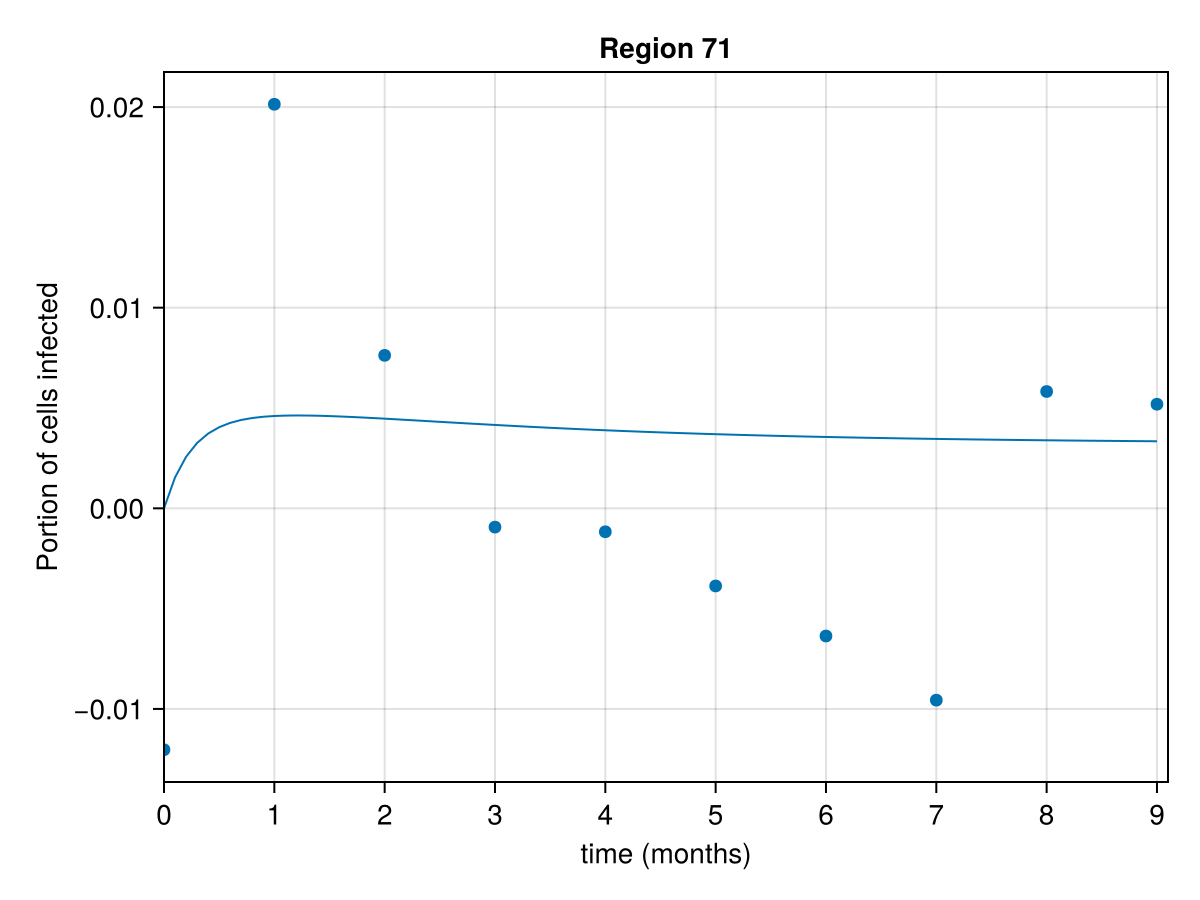 Region 71
Portion of cells infected
0.02
0.01
0.00
−0.01
0 1 2 3 4 5 6 7 8 9
time (months)